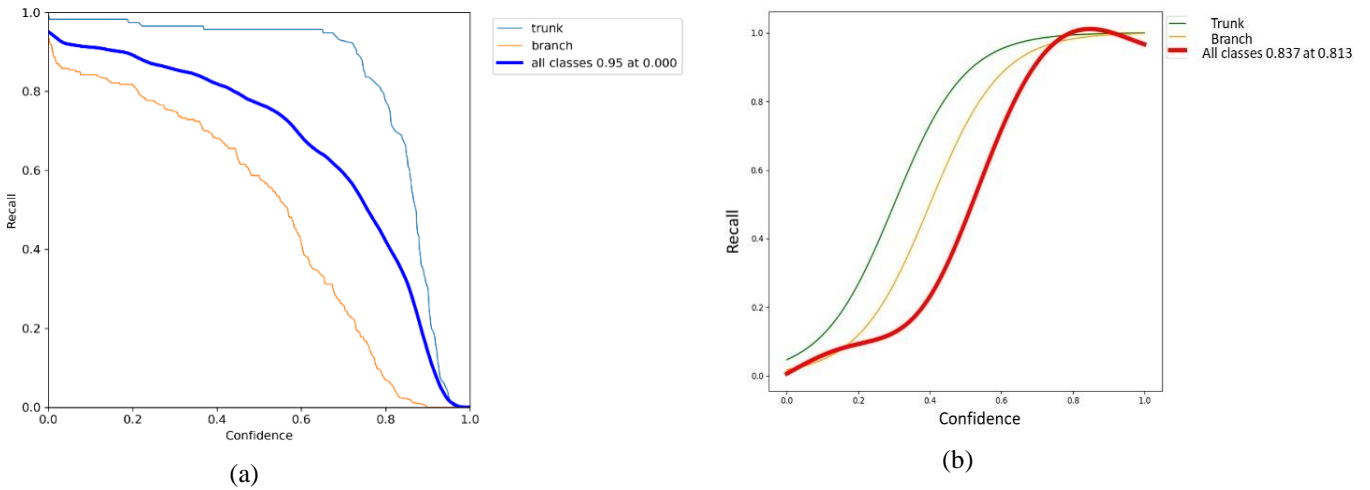 1.0
0.8
0.6
0.4
0.2
0.0
Recall
0.0 0.2 0.4 0.6 0.8 1.0
Confidence
trunk
branch
all classes 0.95 at 0.000
(a)
1.0
0.8
0.6
0.4
0.2
0.0
Recall
0.0 0.2 0.4 0.6 0.8 1.0
Confidence
Trunk
Branch
All classes 0.837 at 0.813
(b)